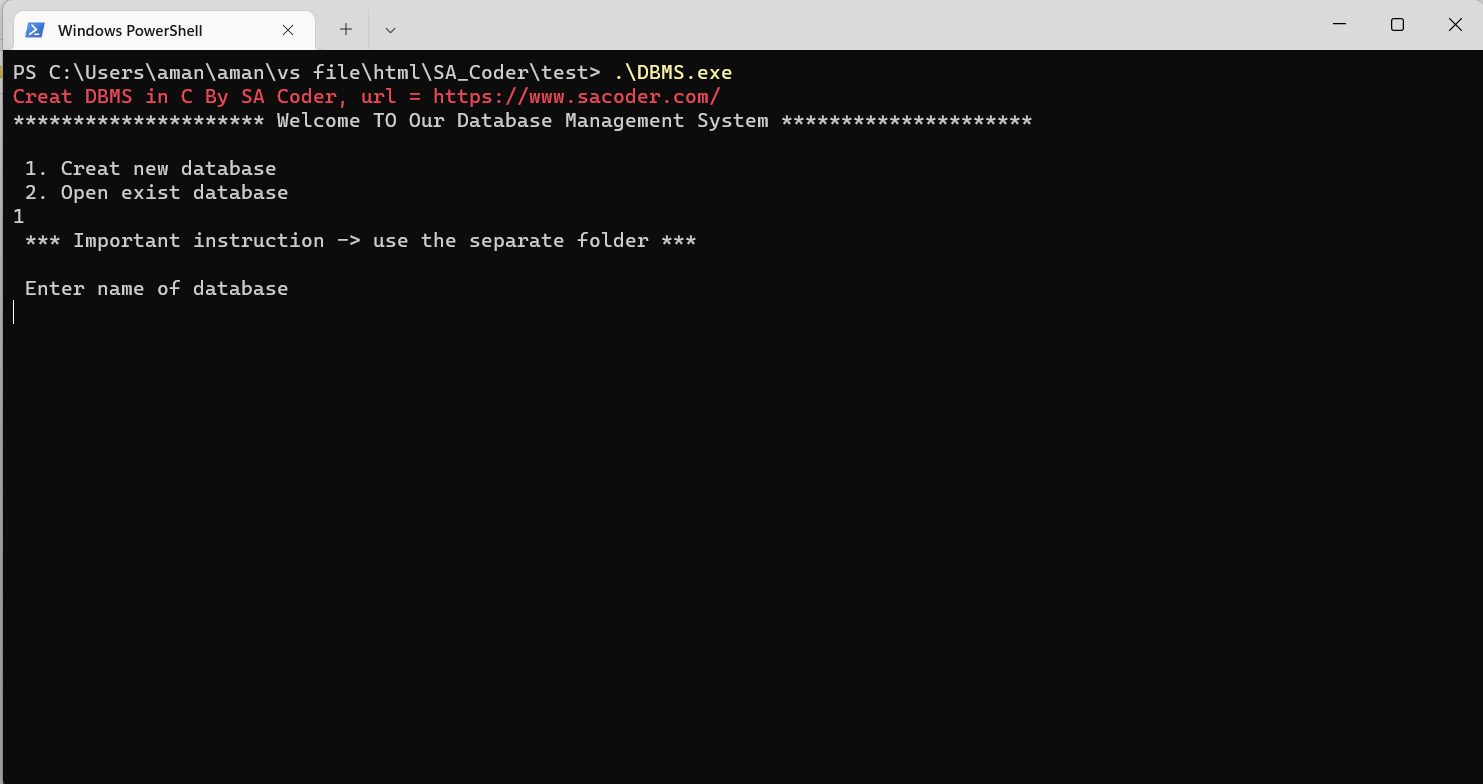 Windows PowerShell
PS C:\Users\aman\aman\vs file\html\SA_Coder\test> .\DBMS.exe
Creat DBMS in C By SA Coder, url = https://www.sacoder.com/
********************* Welcome TO Our Database Management System *********************
1. Creat new database
2. Open exist database
1
*** Important instruction -> use the separate folder ***
Enter name of database